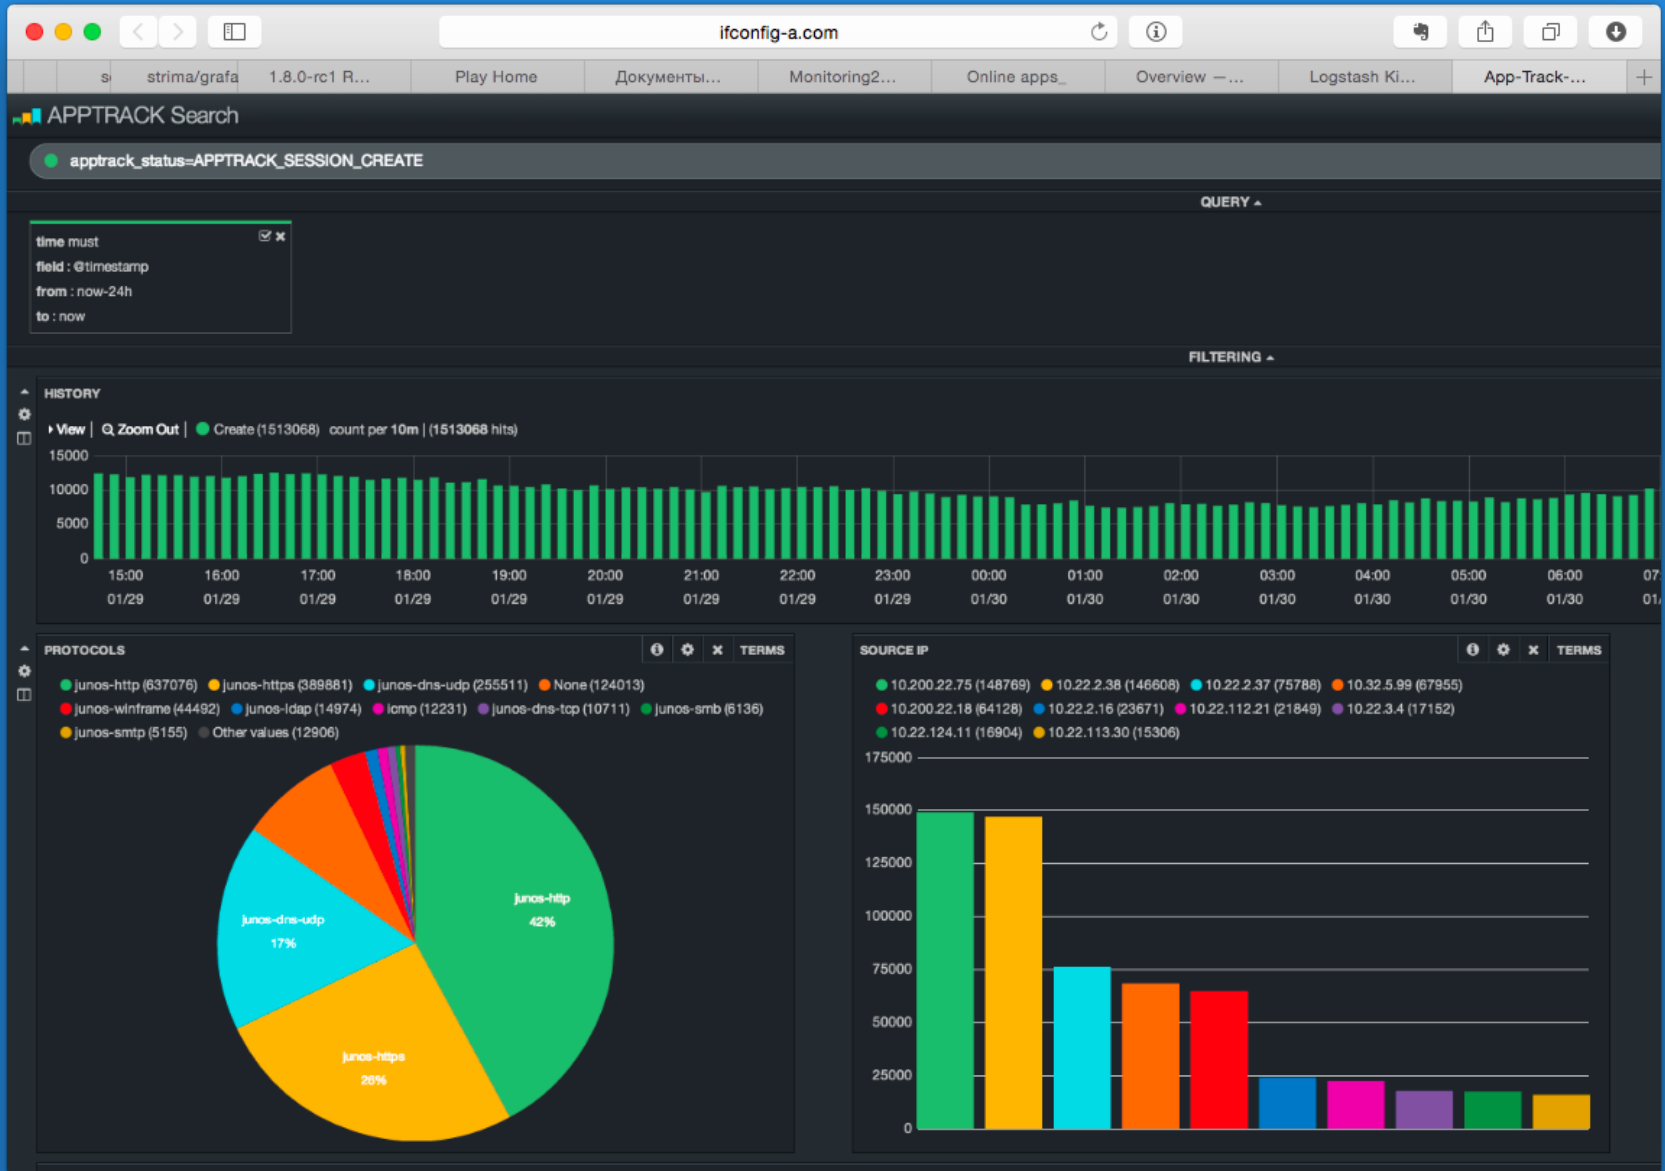 ifconfig-a.com
strima/grafa 1.8.0-rc1 R... Play Home Документы... Monitoring2... Online apps_ Overview —... Logstash Ki... App-Track-...
APPTRACK Search
apptrack_status=APPTRACK_SESSION_CREATE
QUERY
time must
field : @timestamp
from : now-24h
to : now
FILTERING
HISTORY
View | Zoom Out | Create (1513068) count per 10m | (1513068 hits)
15000
10000
5000
0
15:00 16:00 17:00 18:00 19:00 20:00 21:00 22:00 23:00 00:00 01:00 02:00 03:00 04:00 05:00 06:00 07:
01/29 01/29 01/29 01/29 01/29 01/29 01/29 01/29 01/29 01/30 01/30 01/30 01/30 01/30 01/30 01/30 01/
PROTOCOLS TERMS
junos-http (637076) junos-https (389881) junos-dns-udp (255511) None (124013)
junos-winframe (44492) junos-ldap (14974) icmp (12231) junos-dns-tcp (10711) junos-smb (6136)
junos-smtp (5155) Other values (12906)
junos-http
42%
junos-dns-udp
17%
junos-https
26%
SOURCE IP TERMS
10.200.22.75 (148769) 10.22.2.38 (146608) 10.22.2.37 (75788) 10.32.5.99 (67955)
10.200.22.18 (64128) 10.22.2.16 (23671) 10.22.112.21 (21849) 10.22.3.4 (17152)
10.22.124.11 (16904) 10.22.113.30 (15306)
175000
150000
125000
100000
75000
50000
25000
0